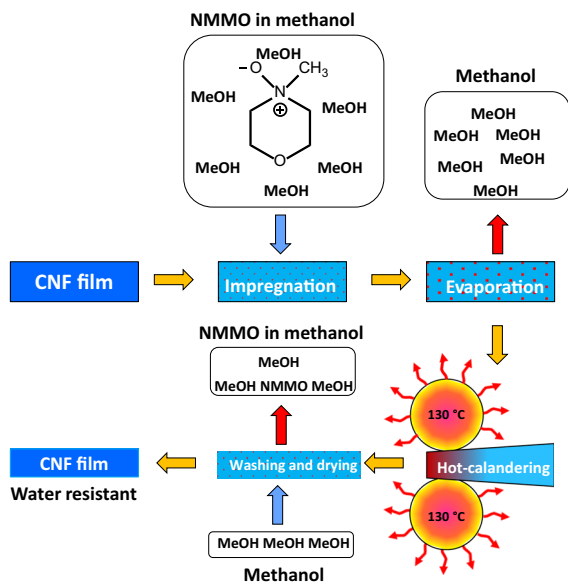 NMMO in methanol
MeOH
−O CH3
N
⊕
MeOH
MeOH
MeOH
O
MeOH
MeOH
Methanol
MeOH
MeOH MeOH
MeOH
MeOH
MeOH
CNF film
Impregnation
Evaporation
NMMO in methanol
MeOH
MeOH NMMO MeOH
130 °C
CNF film
Washing and drying
Hot-calandering
Water resistant
130 °C
MeOH MeOH MeOH
Methanol